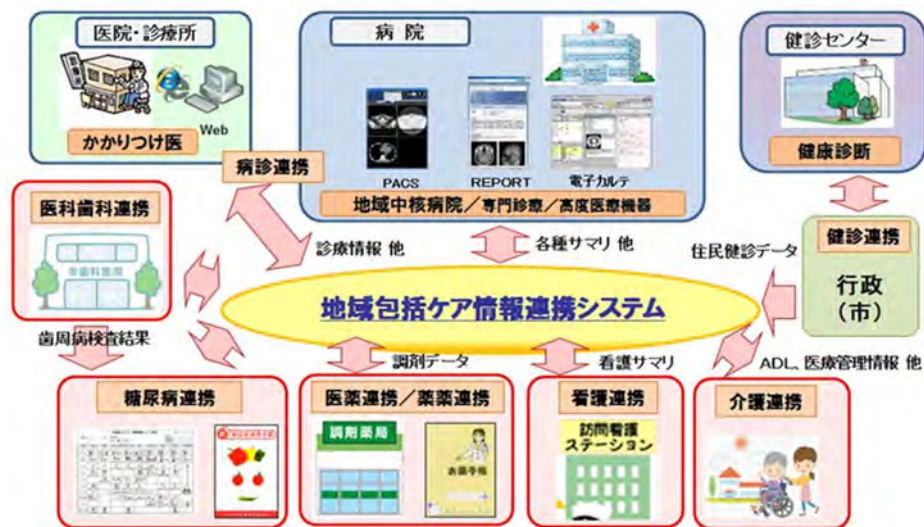 医院・診療所
Web
かかりつけ医
病院
PACS
REPORT
電子カルテ
地域中核病院／専門診療／高度医療機器
健診センター
健康診断
病診連携
医科歯科連携
歯周病検査結果
診療情報 他
各種サマリ 他
住民健診データ
健診連携
行政
（市）
地域包括ケア情報連携システム
調剤データ
看護サマリ
ADL、医療管理情報 他
糖尿病連携
医薬連携／薬薬連携
調剤薬局
お薬手帳
看護連携
訪問看護
ステーション
介護連携